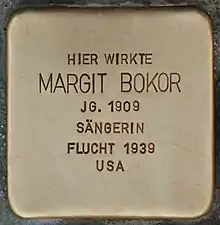 HIER WIRKTE
MARGIT BOKOR
JG. 1909
SÄNGERIN
FLUCHT 1939
USA